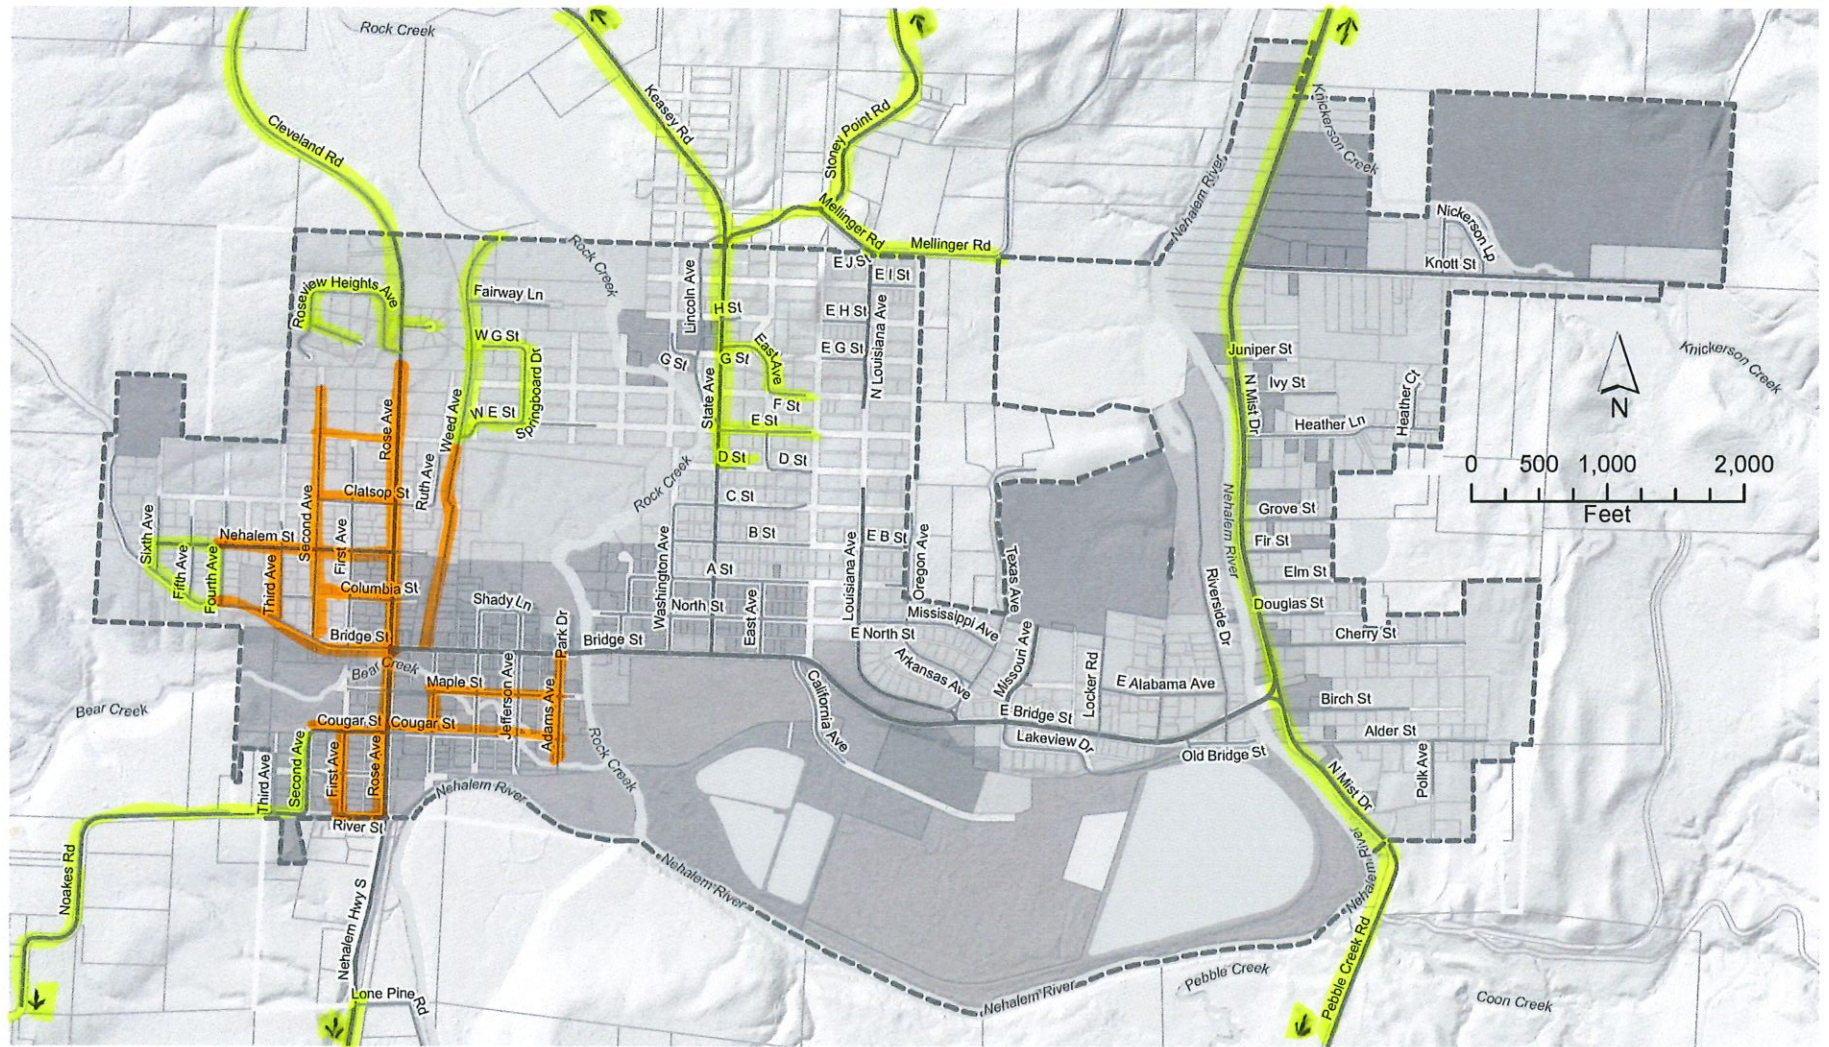 Rock Creek
Keasey Rd
Stoney Point Rd
Cleveland Rd
Knickerson Creek
Nehalem River
Mellinger Rd
Mellinger Rd
Nickerson Lp
Knott St
Rock Creek
E J St
E I St
Roseview Heights Ave
Fairway Ln
Lincoln Ave
H St
E H St
N Louisiana Ave
W G St
G St
G St
East Ave
E G St
Juniper St
Knickerson Creek
Springboard Dr
State Ave
F St
Ivy St
N Mist Dr
Heather Ct
N
W E St
Weed Ave
Rose Ave
E St
Heather Ln
D St
D St
0 500 1,000 2,000
Feet
Ruth Ave
Rock Creek
Clatsop St
C St
Nehalem River
Grove St
Second Ave
Sixth Ave
Nehalem St
First Ave
B St
E B St
Fir St
Fifth Ave
Fourth Ave
Third Ave
Washington Ave
Louisiana Ave
Oregon Ave
Texas Ave
A St
Elm St
Columbia St
Shady Ln
North St
East Ave
Mississippi Ave
Riverside Dr
Douglas St
Bridge St
Park Dr
Bridge St
E North St
Cherry St
Bear Creek
Arkansas Ave
Missouri Ave
Locker Rd
Maple St
Jefferson Ave
Adams Ave
California Ave
E Alabama Ave
Birch St
Bear Creek
Cougar St
Cougar St
E Bridge St
Alder St
Lakeview Dr
Old Bridge St
Third Ave
Second Ave
First Ave
Rose Ave
Rock Creek
Polk Ave
N Mist Dr
Nehalem River
River St
Noakes Rd
Nehalem River
Nehalem River
Nehalem River
Nehalem Hwy S
Pebble Creek Rd
Pebble Creek
Lone Pine Rd
Nehalem River
Coon Creek